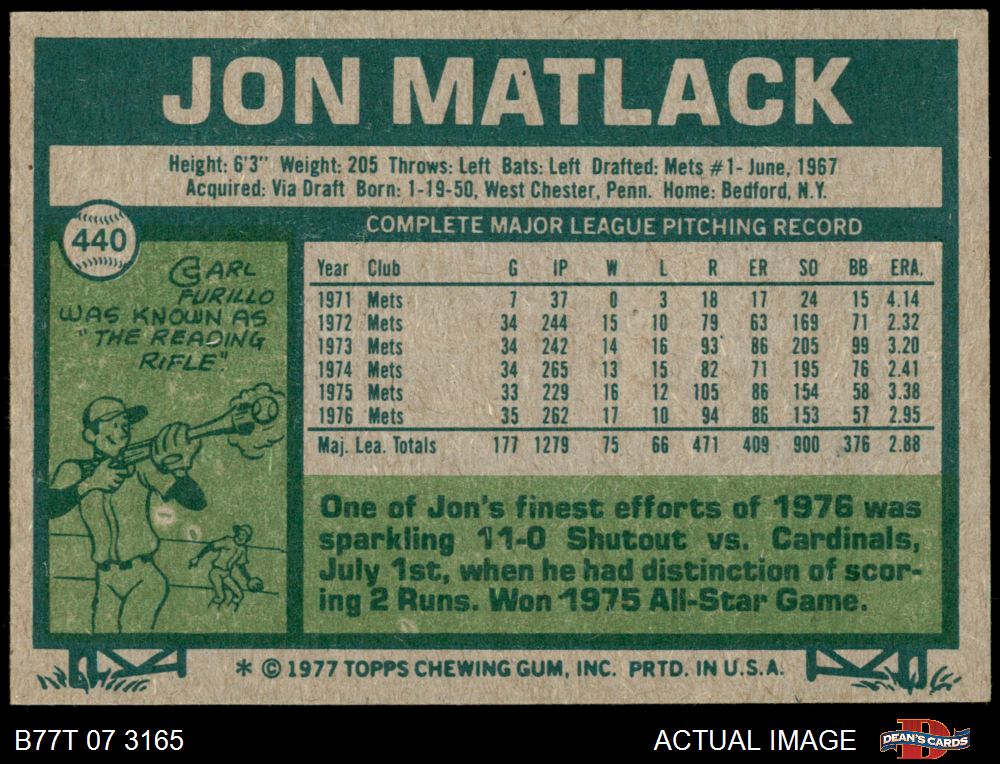 JON MATLACK
Height: 6'3" Weight: 205 Throws: Left Bats: Left Drafted: Mets #1- June, 1967
Acquired: Via Draft Born: 1-19-50, West Chester, Penn. Home: Bedford, N.Y.
440
CARL
FURILLO
WAS KNOWN AS
"THE READING
RIFLE".
COMPLETE MAJOR LEAGUE PITCHING RECORD
Year Club G IP W L R ER SO BB ERA.
1971 Mets 7 37 0 3 18 17 24 15 4.14
1972 Mets 34 244 15 10 79 63 169 71 2.32
1973 Mets 34 242 14 16 93 86 205 99 3.20
1974 Mets 34 265 13 15 82 71 195 76 2.41
1975 Mets 33 229 16 12 105 86 154 58 3.38
1976 Mets 35 262 17 10 94 86 153 57 2.95
Maj. Lea. Totals 177 1279 75 66 471 409 900 376 2.88
One of Jon's finest efforts of 1976 was
sparkling 11-0 Shutout vs. Cardinals,
July 1st, when he had distinction of scor-
ing 2 Runs. Won 1975 All-Star Game.
* © 1977 TOPPS CHEWING GUM, INC. PRTD. IN U.S.A.
B77T 07 3165
ACTUAL IMAGE
D
DEAN'S CARDS